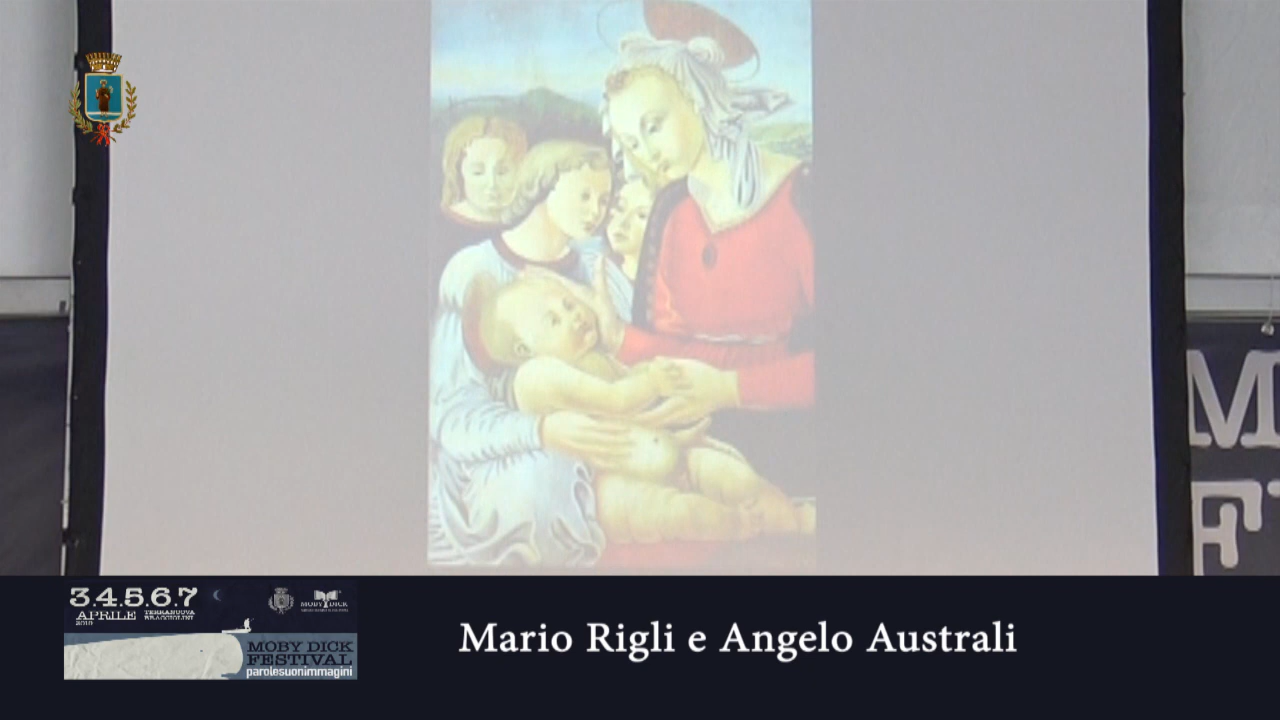 M
F
3.4.5.6.7
APRILE
TERRANUOVA
BRACCIOLINI
MOBY DICK
MOBY DICK
FESTIVAL
parolesuonimmagini
Mario Rigli e Angelo Australi